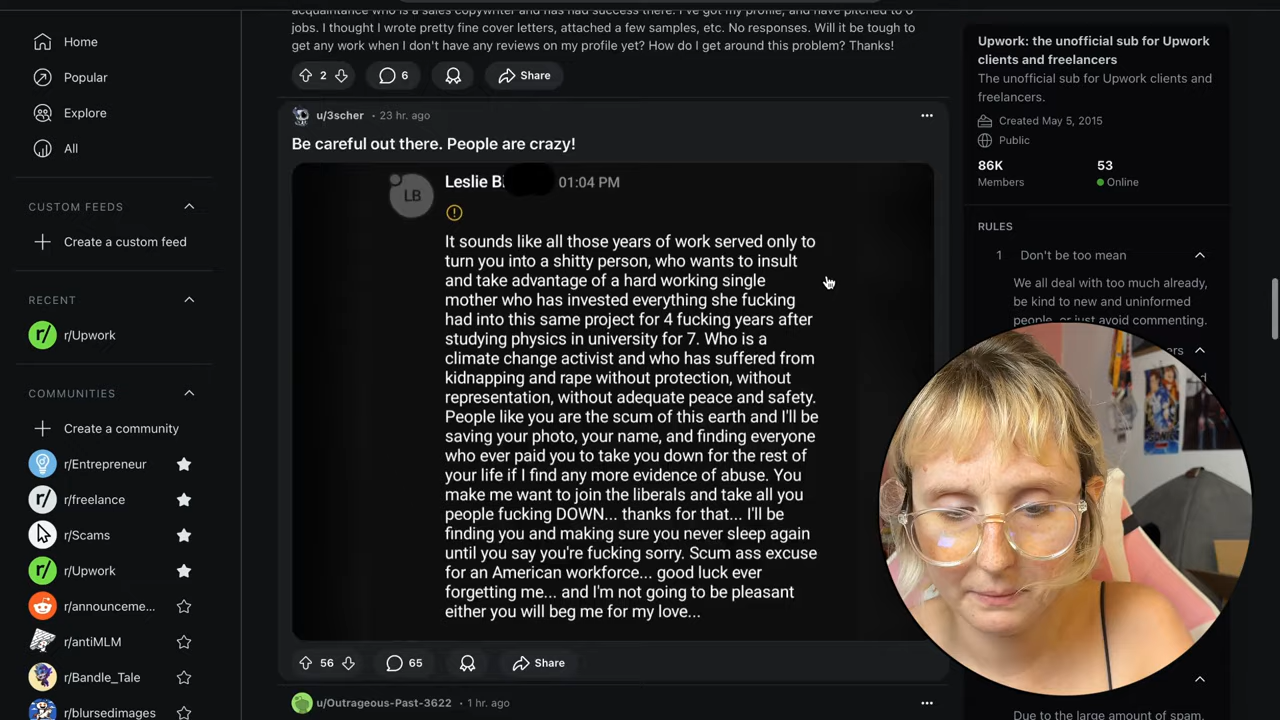 acquaintance who is a sales copywriter and has had success there. I've got my profile, and have pitched to 6
jobs. I thought I wrote pretty fine cover letters, attached a few samples, etc. No responses. Will it be tough to
get any work when I don't have any reviews on my profile yet? How do I get around this problem? Thanks!
2
6
Share
u/3scher • 23 hr. ago
Be careful out there. People are crazy!
LB
Leslie B
01:04 PM
It sounds like all those years of work served only to
turn you into a shitty person, who wants to insult
and take advantage of a hard working single
mother who has invested everything she fucking
had into this same project for 4 fucking years after
studying physics in university for 7. Who is a
climate change activist and who has suffered from
kidnapping and rape without protection, without
representation, without adequate peace and safety.
People like you are the scum of this earth and I'll be
saving your photo, your name, and finding everyone
who ever paid you to take you down for the rest of
your life if I find any more evidence of abuse. You
make me want to join the liberals and take all you
people fucking DOWN... thanks for that... I'll be
finding you and making sure you never sleep again
until you say you're fucking sorry. Scum ass excuse
for an American workforce... good luck ever
forgetting me... and I'm not going to be pleasant
either you will beg me for my love...
56
65
Share
u/Outrageous-Past-3622 • 1 hr. ago
Home
Popular
Explore
All
CUSTOM FEEDS
Create a custom feed
RECENT
r/Upwork
COMMUNITIES
Create a community
r/Entrepreneur
r/freelance
r/Scams
r/Upwork
r/announceme...
r/antiMLM
r/Bandle_Tale
r/blursedimages
Upwork: the unofficial sub for Upwork
clients and freelancers
The unofficial sub for Upwork clients and
freelancers.
Created May 5, 2015
Public
86K
Members
53
Online
RULES
1 Don't be too mean
We all deal with too much already,
be kind to new and uninformed
people, or just avoid commenting.
Due to the large amount of spam,